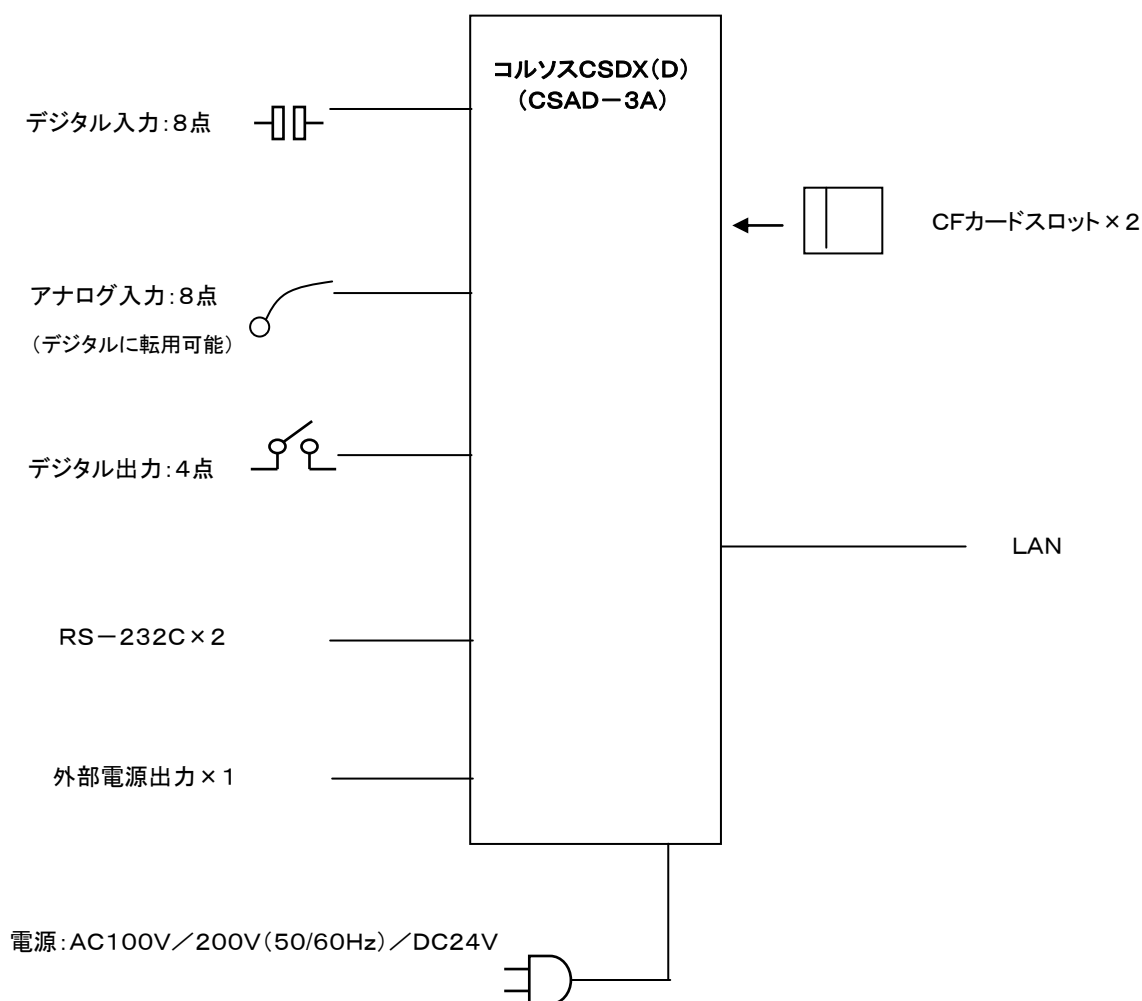 コルソスCSDX(D)
(CSAD-3A)
デジタル入力:8点
CFカードスロット×2
アナログ入力:8点
(デジタルに転用可能)
デジタル出力:4点
LAN
RS-232C×2
外部電源出力×1
電源:AC100V/200V(50/60Hz)/DC24V